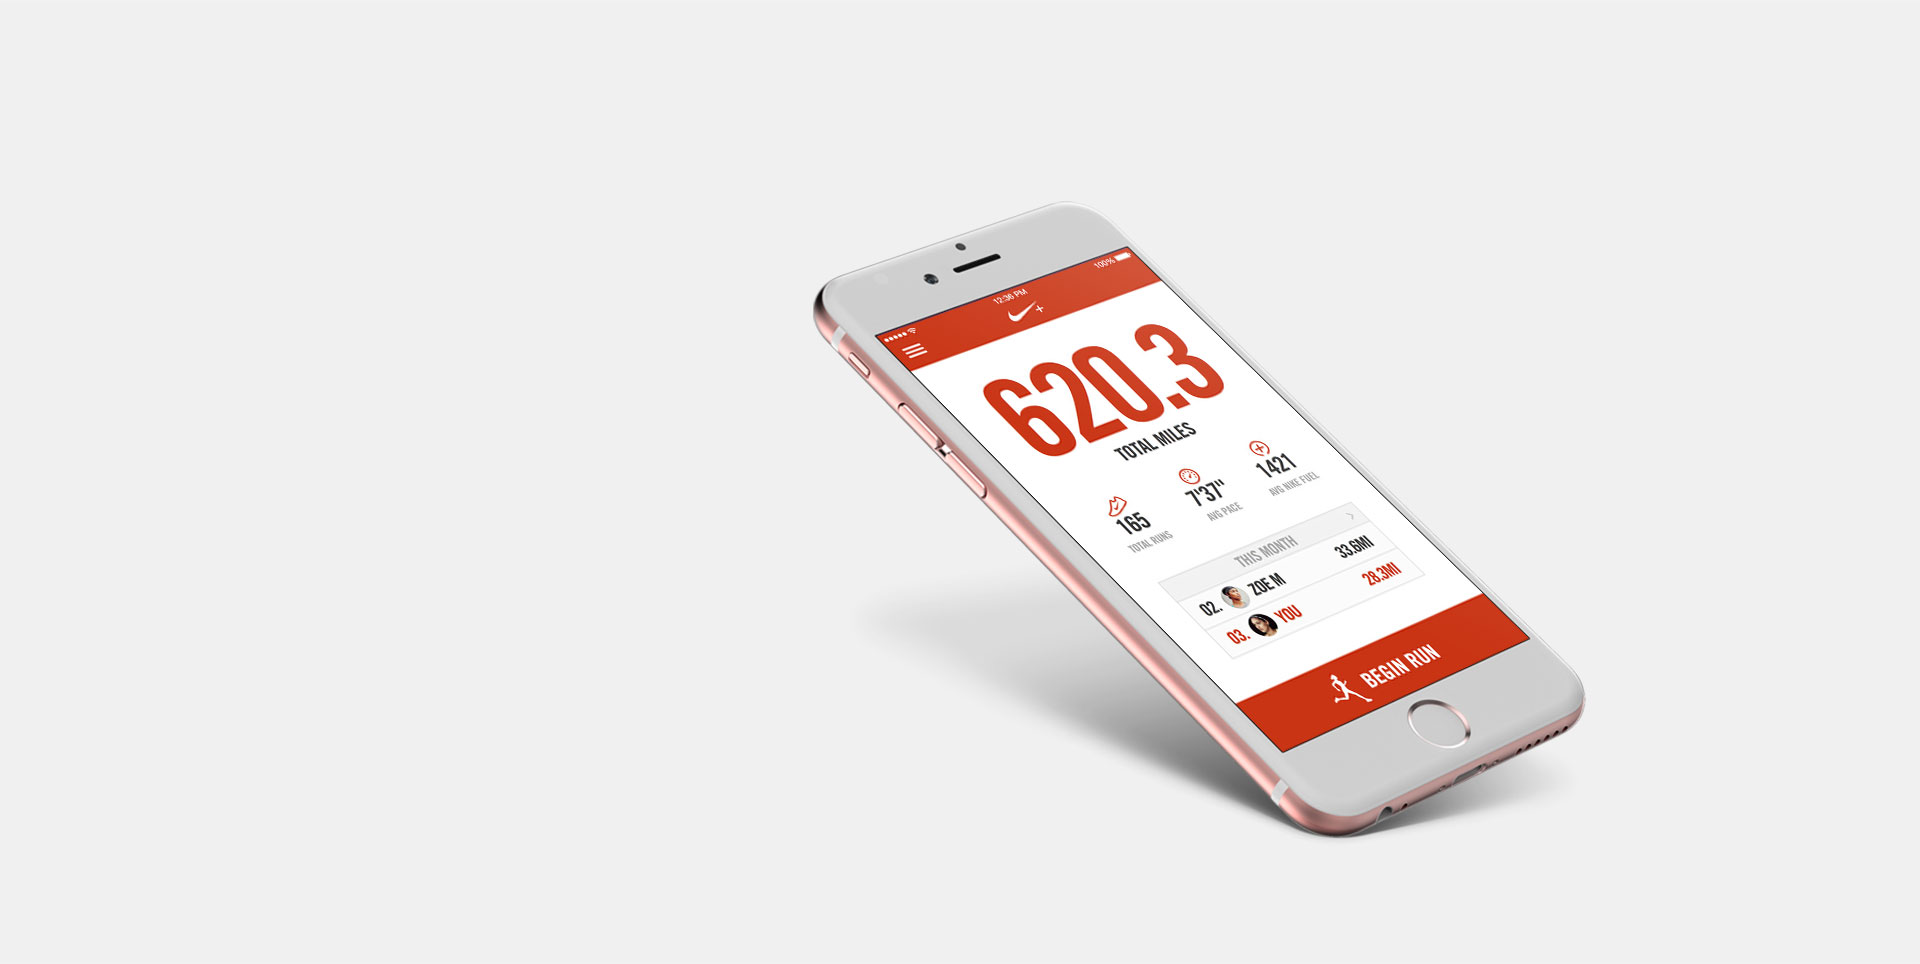 100%
12:36 PM
+
620.3
TOTAL MILES
165
TOTAL RUNS
7'37"
AVG PACE
1421
AVG NIKE FUEL
THIS MONTH
02. ZOE M 33.6MI
03. YOU 28.3MI
BEGIN RUN